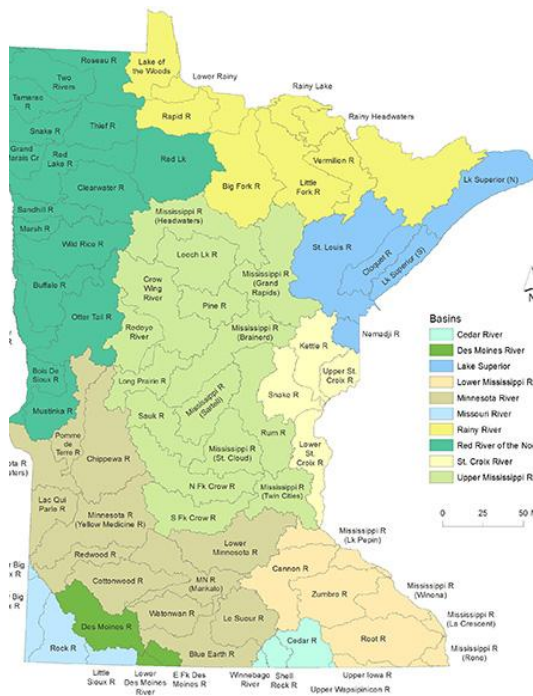 Roseau R
Lake of
the Woods
Lower Rainy
Two
Rivers
Rainy Lake
Tamarac
R
Rapid R
Rainy Headwaters
Snake R
Thief R
Grand
Marais Cr
Red
Lake R
Red Lk
Vermilion R
Big Fork R
Little
Fork R
Lk Superior (N)
Clearwater R
Sandhill R
Mississippi R
(Headwaters)
Marsh R
Wild Rice R
St. Louis R
Cloquet R
Lk Superior (S)
Leech Lk R
Crow
Wing
River
Mississippi R
(Grand
Rapids)
Buffalo R
Pine R
Otter Tail R
Redeye
River
Mississippi R
(Brainerd)
Nemadji R
Kettle R
Bois De
Sioux R
Upper St.
Croix R
Long Prairie R
Mississippi R
(Sartell)
Snake R
Mustinka R
Sauk R
Rum R
Pomme
de
Terre R
Chippewa R
Mississippi R
(St. Cloud)
Lower
St.
Croix R
N Fk Crow R
Mississippi R
(Twin Cities)
Lac Qui
Parle R
Minnesota R
(Yellow Medicine R)
S Fk Crow R
Lower
Minnesota R
Mississippi R
(Lk Pepin)
Redwood R
Cannon R
Cottonwood R
MN R
(Mankato)
Zumbro R
Mississippi R
(Winona)
Watonwan R
Le Sueur R
Mississippi R
(La Crescent)
Des Moines R
Root R
Rock R
Blue Earth R
Cedar R
Mississippi R
(Reno)
Little
Sioux R
Lower
Des Moines
River
E Fk Des
Moines R
Winnebago
River
Shell
Rock R
Upper Iowa R
Upper Wapsipinicon R
N
Basins
Cedar River
Des Moines River
Lake Superior
Lower Mississippi R
Minnesota River
Missouri River
Rainy River
Red River of the No
St. Croix River
Upper Mississippi R
0 25 50 M